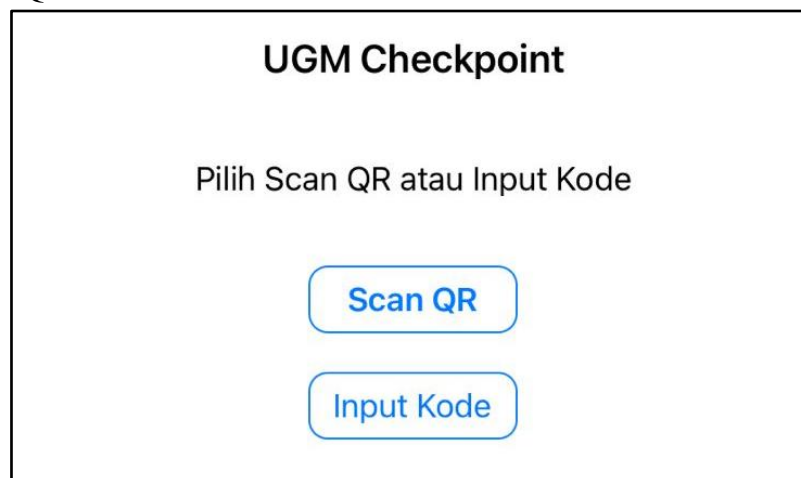 UGM Checkpoint
Pilih Scan QR atau Input Kode
Scan QR
Input Kode